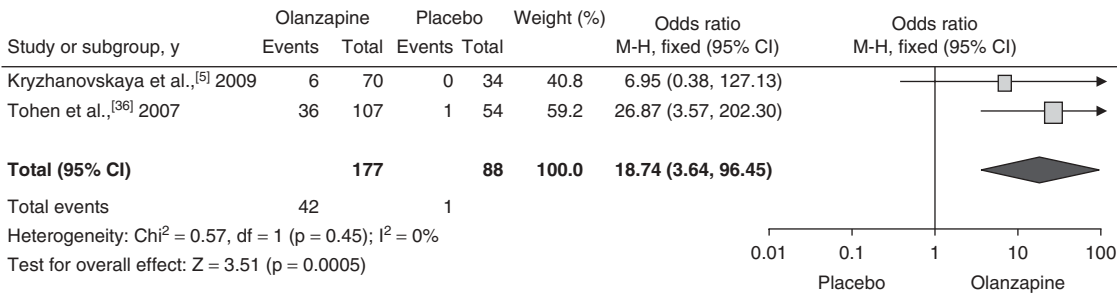 Olanzapine Placebo Weight (%) Odds ratio Odds ratio
Study or subgroup, y Events Total Events Total M-H, fixed (95% CI) M-H, fixed (95% CI)
Kryzhanovskaya et al.,[5] 2009 6 70 0 34 40.8 6.95 (0.38, 127.13)
Tohen et al.,[36] 2007 36 107 1 54 59.2 26.87 (3.57, 202.30)
Total (95% CI) 177 88 100.0 18.74 (3.64, 96.45)
Total events 42 1
Heterogeneity: Chi2 = 0.57, df = 1 (p = 0.45); I2 = 0%
Test for overall effect: Z = 3.51 (p = 0.0005)
0.01 0.1 1 10 100
Placebo Olanzapine